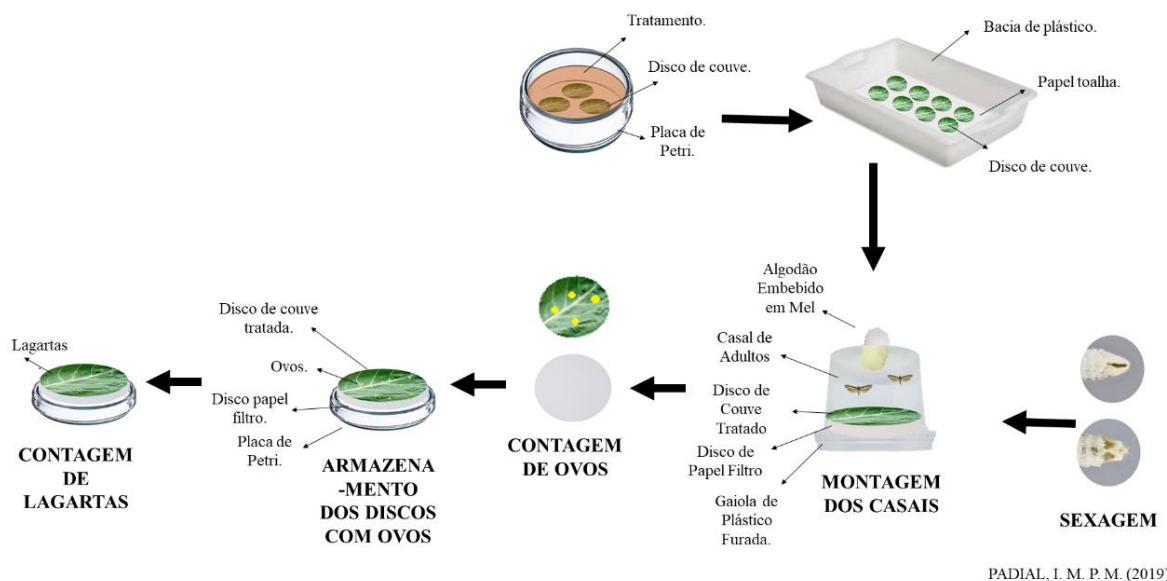 Tratamento.
Disco de couve.
Placa de
Petri.
Bacia de plástico.
Papel toalha.
Disco de couve.
Algodão
Embebido
em Mel
Casal de
Adultos
Disco de
Couve
Tratado
Disco de
Papel Filtro
Gaiola de
Plástico
Furada.
MONTAGEM
DOS CASAIS
SEXAGEM
CONTAGEM
DE OVOS
Disco de couve
tratada.
Ovos.
Disco papel
filtro.
Placa de
Petri.
ARMAZENA
-MENTO
DOS DISCOS
COM OVOS
Lagartas
CONTAGEM
DE
LAGARTAS
PADIAL, I. M. P. M. (2019)